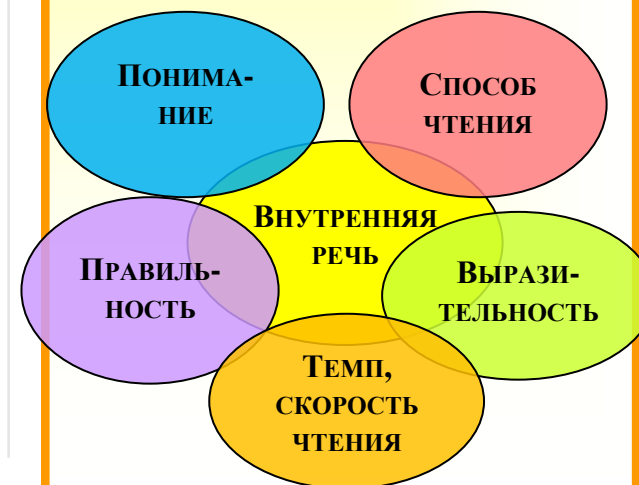 Понима-
ние
Способ
чтения
Внутренняя
речь
Правиль-
ность
Вырази-
тельность
Темп,
скорость
чтения